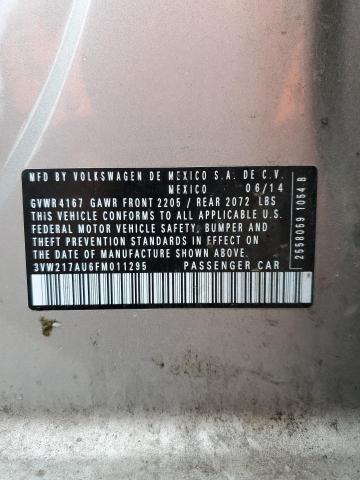 MFD BY VOLKSWAGEN DE MEXICO S.A. DE C.V.
MEXICO 06/14
GVWR 4167 GAWR FRONT 2205 / REAR 2072 LBS
THIS VEHICLE CONFORMS TO ALL APPLICABLE U.S.
FEDERAL MOTOR VEHICLE SAFETY, BUMPER, AND
THEFT PREVENTION STANDARDS IN EFFECT ON THE
DATE OF MANUFACTURE SHOWN ABOVE.
3VW217AU6FM011295 PASSENGER CAR
2558059 1054 B